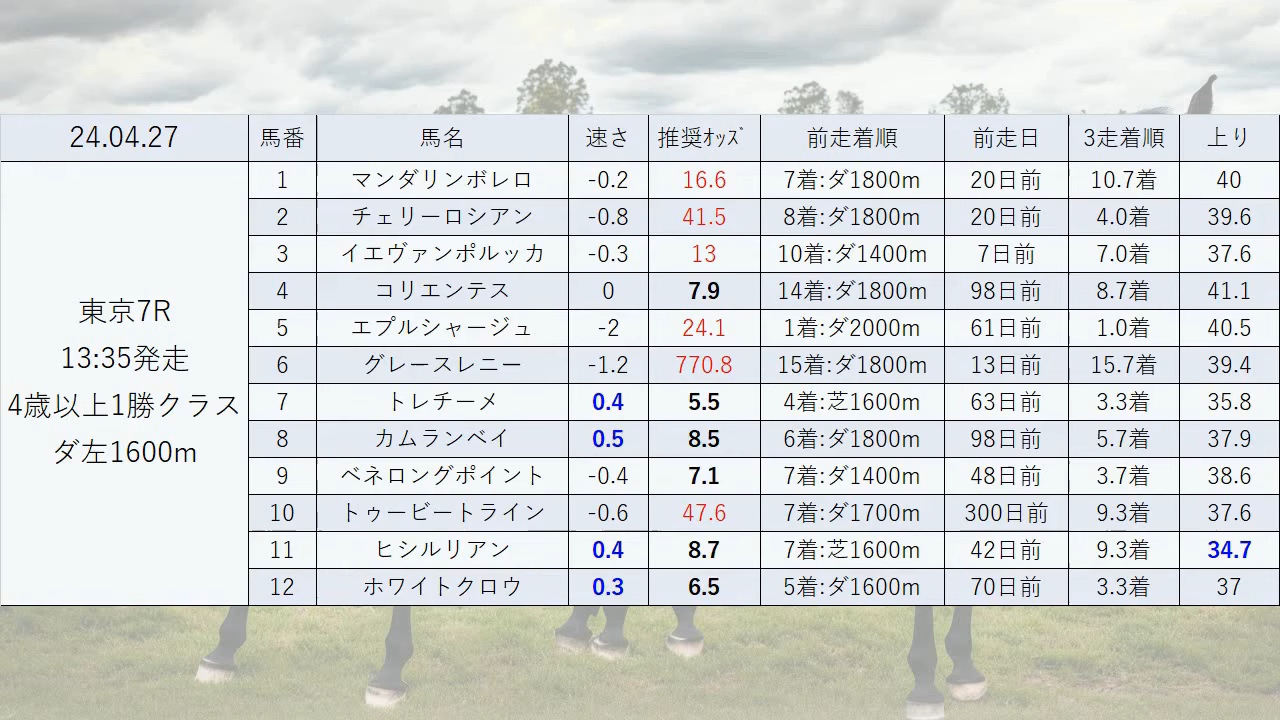 24.04.27 馬番 馬名 速さ 推奨ｵｯｽﾞ 前走着順 前走日 3走着順 上り
東京7R
13:35発走
4歳以上1勝クラス
ダ左1600m
1 マンダリンボレロ -0.2 16.6 7着:ダ1800m 20日前 10.7着 40
2 チェリーロシアン -0.8 41.5 8着:ダ1800m 20日前 4.0着 39.6
3 イエヴァンポルッカ -0.3 13 10着:ダ1400m 7日前 7.0着 37.6
4 コリエンテス 0 7.9 14着:ダ1800m 98日前 8.7着 41.1
5 エプルシャージュ -2 24.1 1着:ダ2000m 61日前 1.0着 40.5
6 グレースレニー -1.2 770.8 15着:ダ1800m 13日前 15.7着 39.4
7 トレチーメ 0.4 5.5 4着:芝1600m 63日前 3.3着 35.8
8 カムランベイ 0.5 8.5 6着:ダ1800m 98日前 5.7着 37.9
9 ベネロングポイント -0.4 7.1 7着:ダ1400m 48日前 3.7着 38.6
10 トゥービートライン -0.6 47.6 7着:ダ1700m 300日前 9.3着 37.6
11 ヒシルリアン 0.4 8.7 7着:芝1600m 42日前 9.3着 34.7
12 ホワイトクロウ 0.3 6.5 5着:ダ1600m 70日前 3.3着 37